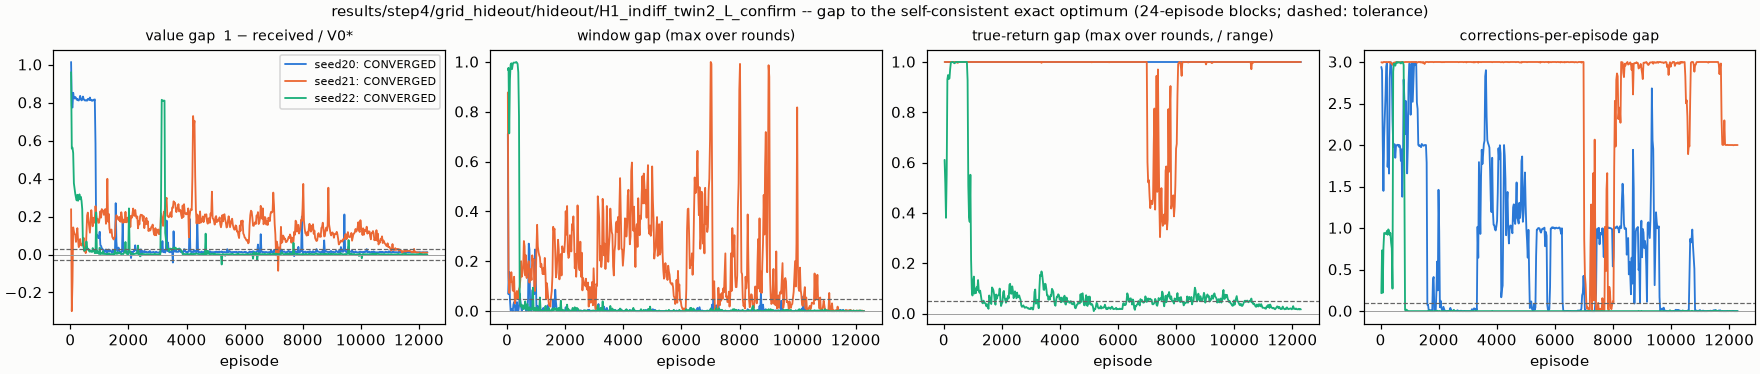 results/step4/grid_hideout/hideout/H1_indiff_twin2_L_confirm -- gap to the self-consistent exact optimum (24-episode blocks; dashed: tolerance)
value gap  1 − received / V0*
1.0
0.8
0.6
0.4
0.2
0.0
−0.2
seed20: CONVERGED
seed21: CONVERGED
seed22: CONVERGED
0 2000 4000 6000 8000 10000 12000
episode
window gap (max over rounds)
1.0
0.8
0.6
0.4
0.2
0.0
0 2000 4000 6000 8000 10000 12000
episode
true-return gap (max over rounds, / range)
1.0
0.8
0.6
0.4
0.2
0.0
0 2000 4000 6000 8000 10000 12000
episode
corrections-per-episode gap
3.0
2.5
2.0
1.5
1.0
0.5
0.0
0 2000 4000 6000 8000 10000 12000
episode